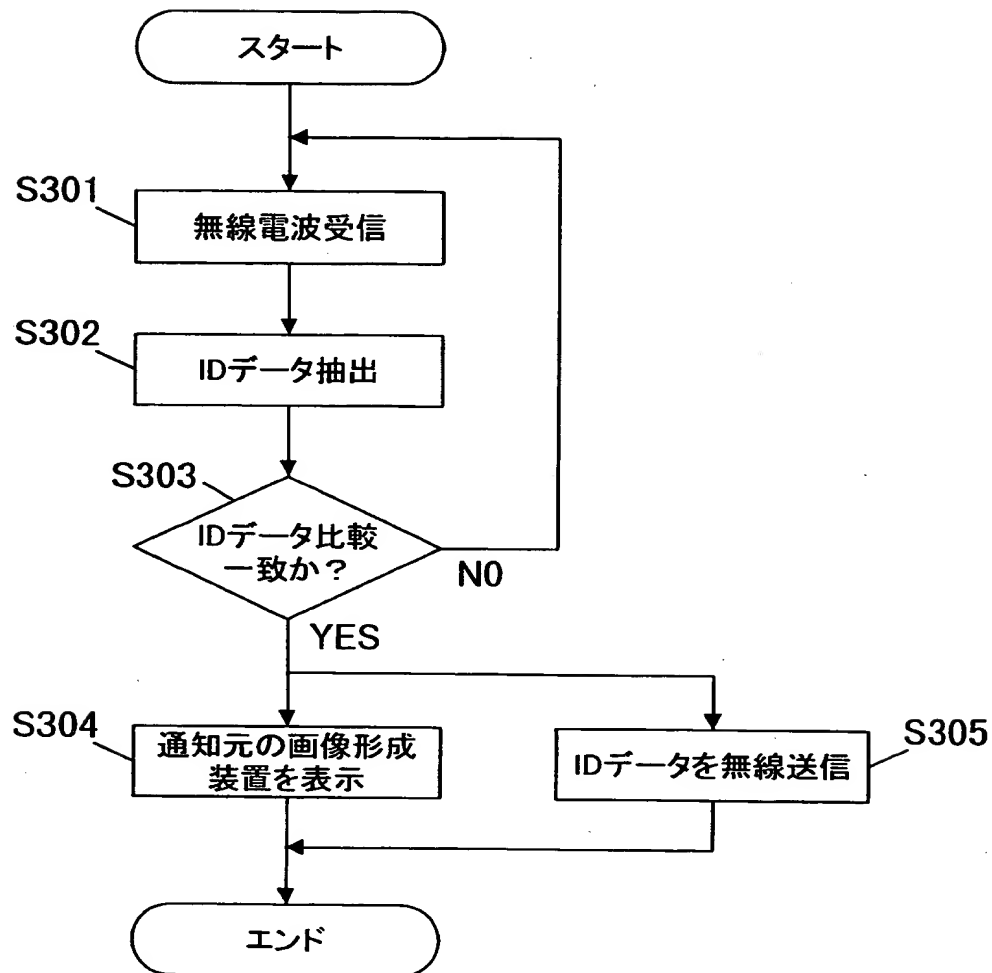 スタート
S301
無線電波受信
S302
IDデータ抽出
S303
IDデータ比較
一致か？
N0
YES
S304
通知元の画像形成
装置を表示
S305
IDデータを無線送信
エンド